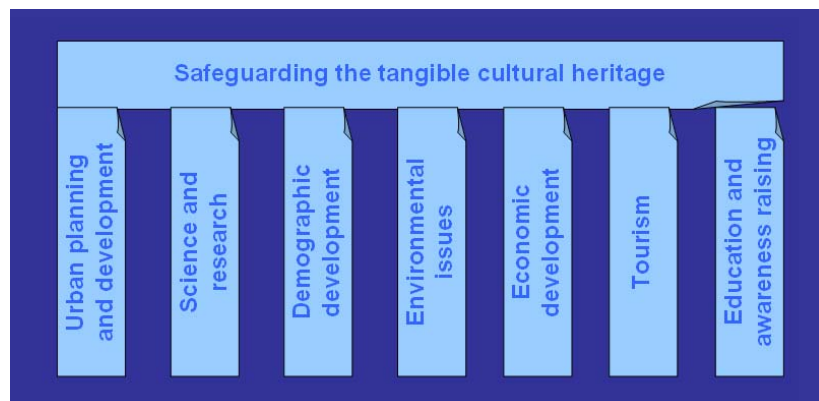 Safeguarding the tangible cultural heritage
Urban planning
and development
Science and
research
Demographic
development
Environmental
issues
Economic
development
Tourism
Education and
awareness raising